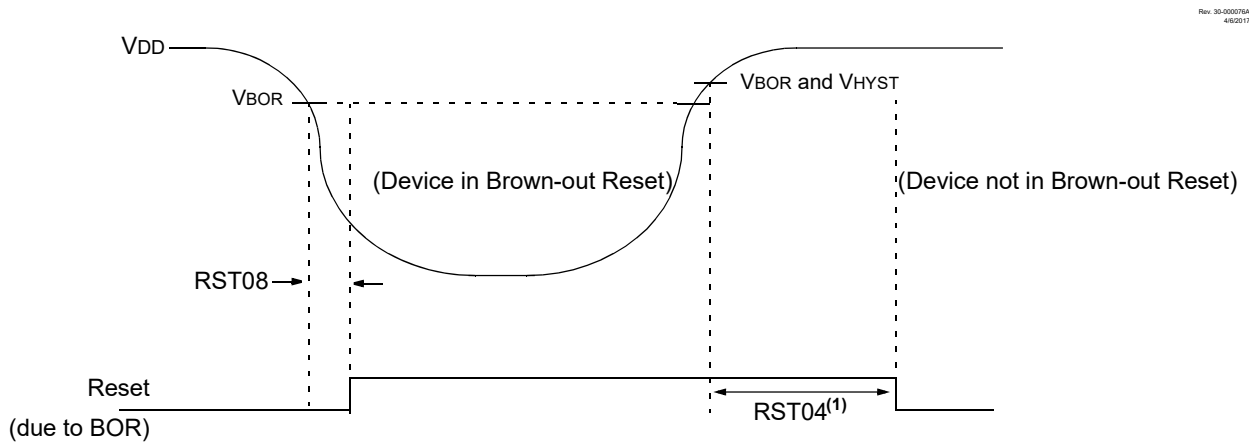 Rev. 30-000076A
4/6/2017
VDD
VBOR and VHYST
VBOR
(Device in Brown-out Reset)
(Device not in Brown-out Reset)
RST08
Reset
(due to BOR)
RST04(1)